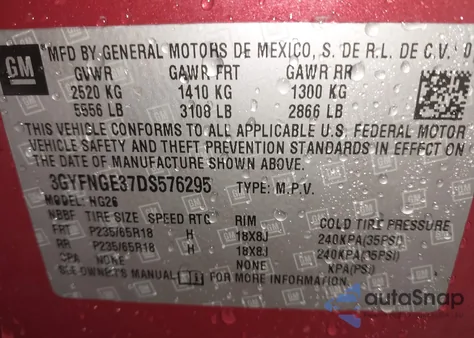 GM
MFD BY GENERAL MOTORS DE MEXICO, S. DE R.L. DE C.V.
GVWR GAWR FRT GAWR RR
2520 KG 1410 KG 1300 KG
5556 LB 3108 LB 2866 LB
THIS VEHICLE CONFORMS TO ALL APPLICABLE U.S. FEDERAL MOTOR
VEHICLE SAFETY AND THEFT PREVENTION STANDARDS IN EFFECT ON
THE DATE OF MANUFACTURE SHOWN ABOVE.
3GYFNGE37DS576295 TYPE: M.P.V.
MODEL: NG26
TIRE SIZE SPEED RTG RIM COLD TIRE PRESSURE
FRT P235/65R18 H 18X8J 240KPA(35PSI)
RR P235/65R18 H 18X8J 240KPA(35PSI)
SPA NONE NONE KPA(PSI)
SEE OWNER'S MANUAL FOR MORE INFORMATION
autoSnap